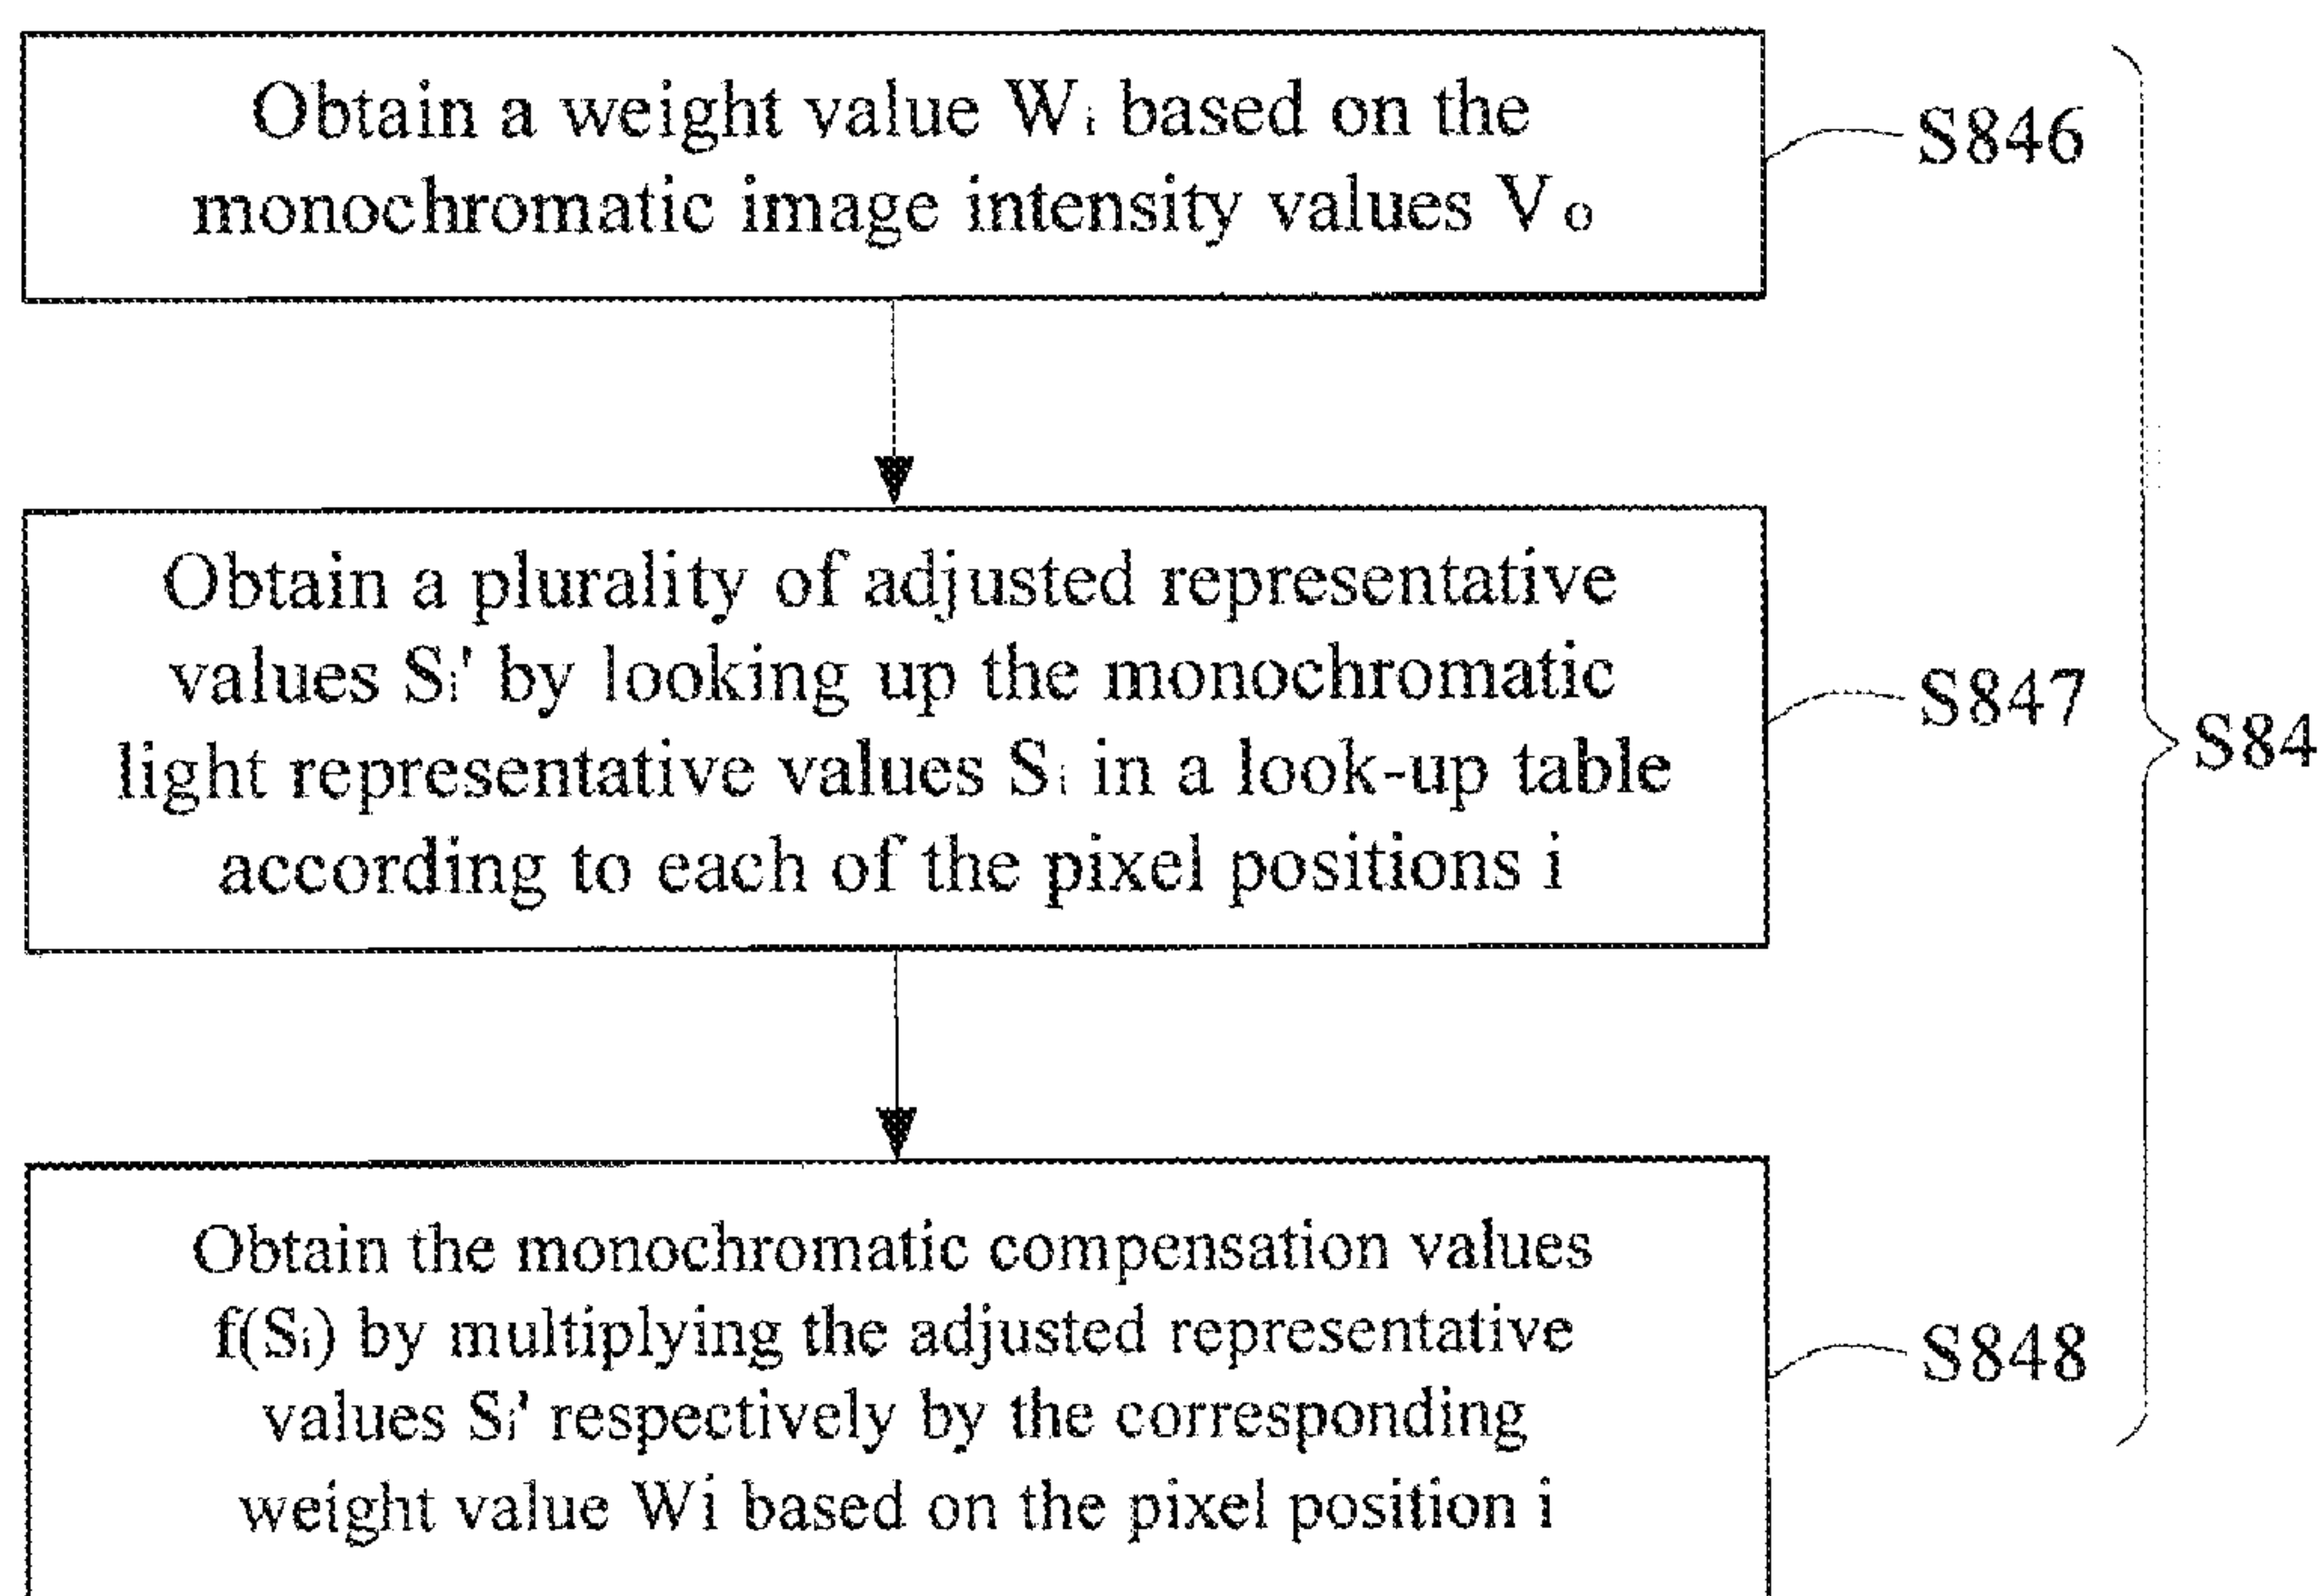 Obtain a weight value Wi based on the
monochromatic image intensity values Vo
S846
Obtain a plurality of adjusted representative
values Si' by looking up the monochromatic
light representative values Si in a look-up table
according to each of the pixel positions i
S847
S84
Obtain the monochromatic compensation values
f(Si) by multiplying the adjusted representative
values Si' respectively by the corresponding
weight value Wi based on the pixel position i
S848